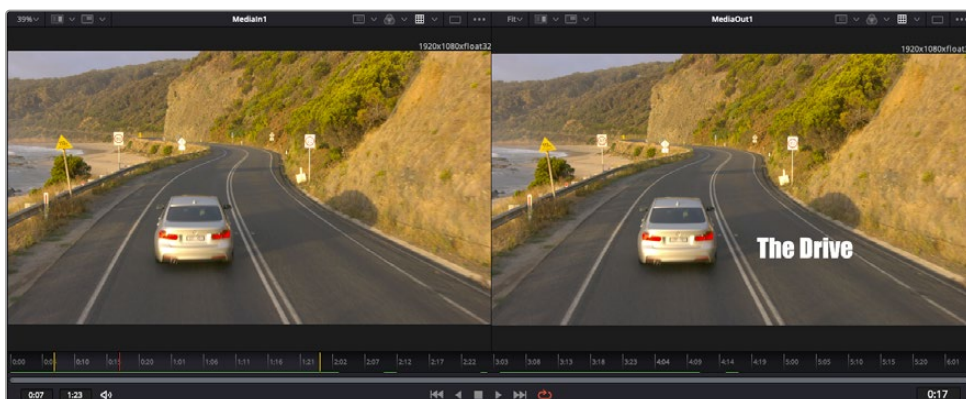 39% MediaIn1 Fit MediaOut1
1920x1080xfloat32 1920x1080xfloat
The Drive
0:00 0:10 0:15 0:20 1:01 1:06 1:11 1:16 1:21 2:02 2:07 2:12 2:17 2:22 3:03 3:08 3:13 3:18 3:23 4:04 4:09 4:14 4:19 5:00 5:05 5:10 5:15 5:20 6:01
0:07 1:23 0:17